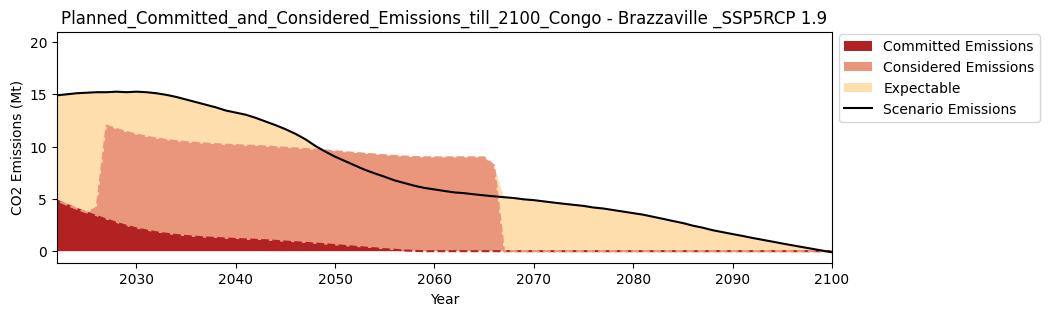 Planned_Committed_and_Considered_Emissions_till_2100_Congo - Brazzaville _SSP5RCP 1.9
20
15
10
5
0
CO2 Emissions (Mt)
2030 2040 2050 2060 2070 2080 2090 2100
Year
Committed Emissions
Considered Emissions
Expectable
Scenario Emissions